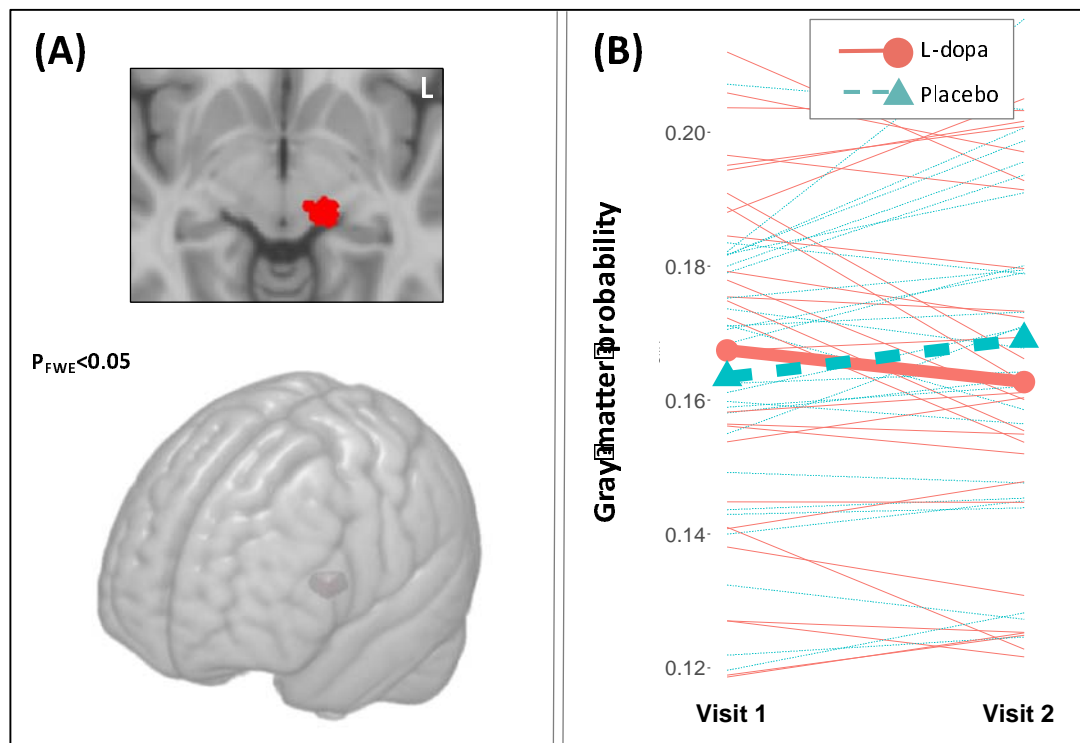 (A)
L
P_FWE<0.05
(B)
L-dopa
Placebo
0.20
0.18
0.16
0.14
0.12
Gray matter probability
Visit 1
Visit 2